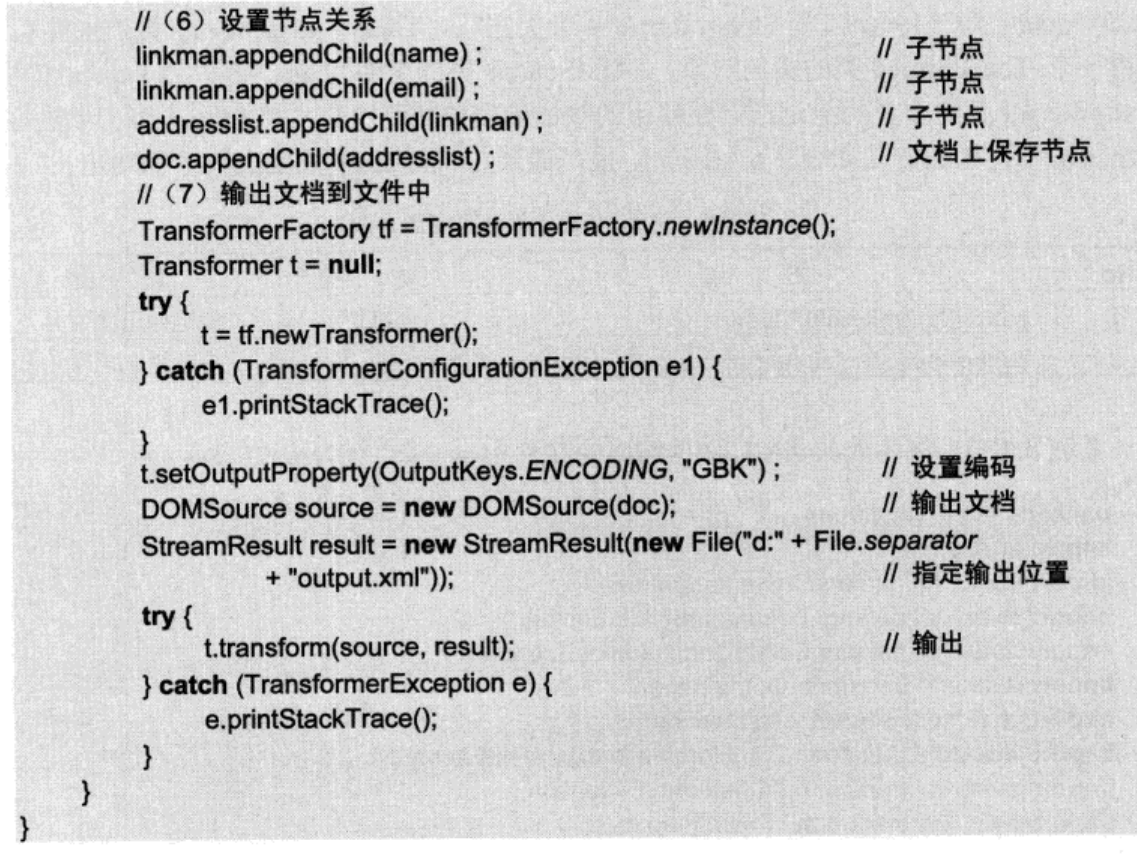 //（6）设置节点关系
linkman.appendChild(name) ; // 子节点
linkman.appendChild(email) ; // 子节点
addresslist.appendChild(linkman) ; // 子节点
doc.appendChild(addresslist) ; // 文档上保存节点
//（7）输出文档到文件中
TransformerFactory tf = TransformerFactory.newInstance();
Transformer t = null;
try {
t = tf.newTransformer();
} catch (TransformerConfigurationException e1) {
e1.printStackTrace();
}
t.setOutputProperty(OutputKeys.ENCODING, "GBK") ; // 设置编码
DOMSource source = new DOMSource(doc); // 输出文档
StreamResult result = new StreamResult(new File("d:" + File.separator
+ "output.xml")); // 指定输出位置
try {
t.transform(source, result); // 输出
} catch (TransformerException e) {
e.printStackTrace();
}
}
}